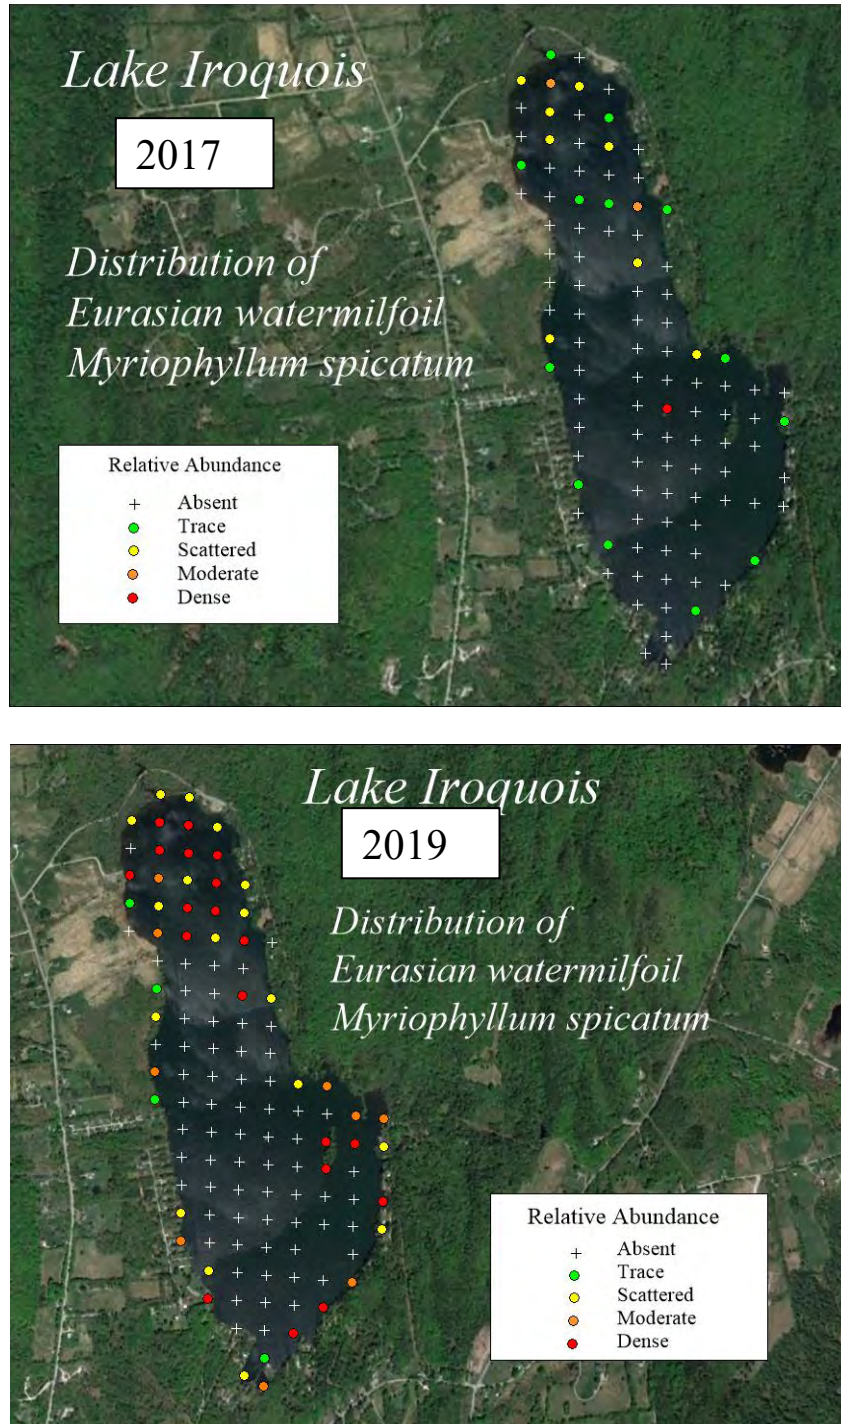 Lake Iroquois
2017
Distribution of
Eurasian watermilfoil
Myriophyllum spicatum
Relative Abundance
Absent
Trace
Scattered
Moderate
Dense
Lake Iroquois
2019
Distribution of
Eurasian watermilfoil
Myriophyllum spicatum
Relative Abundance
Absent
Trace
Scattered
Moderate
Dense